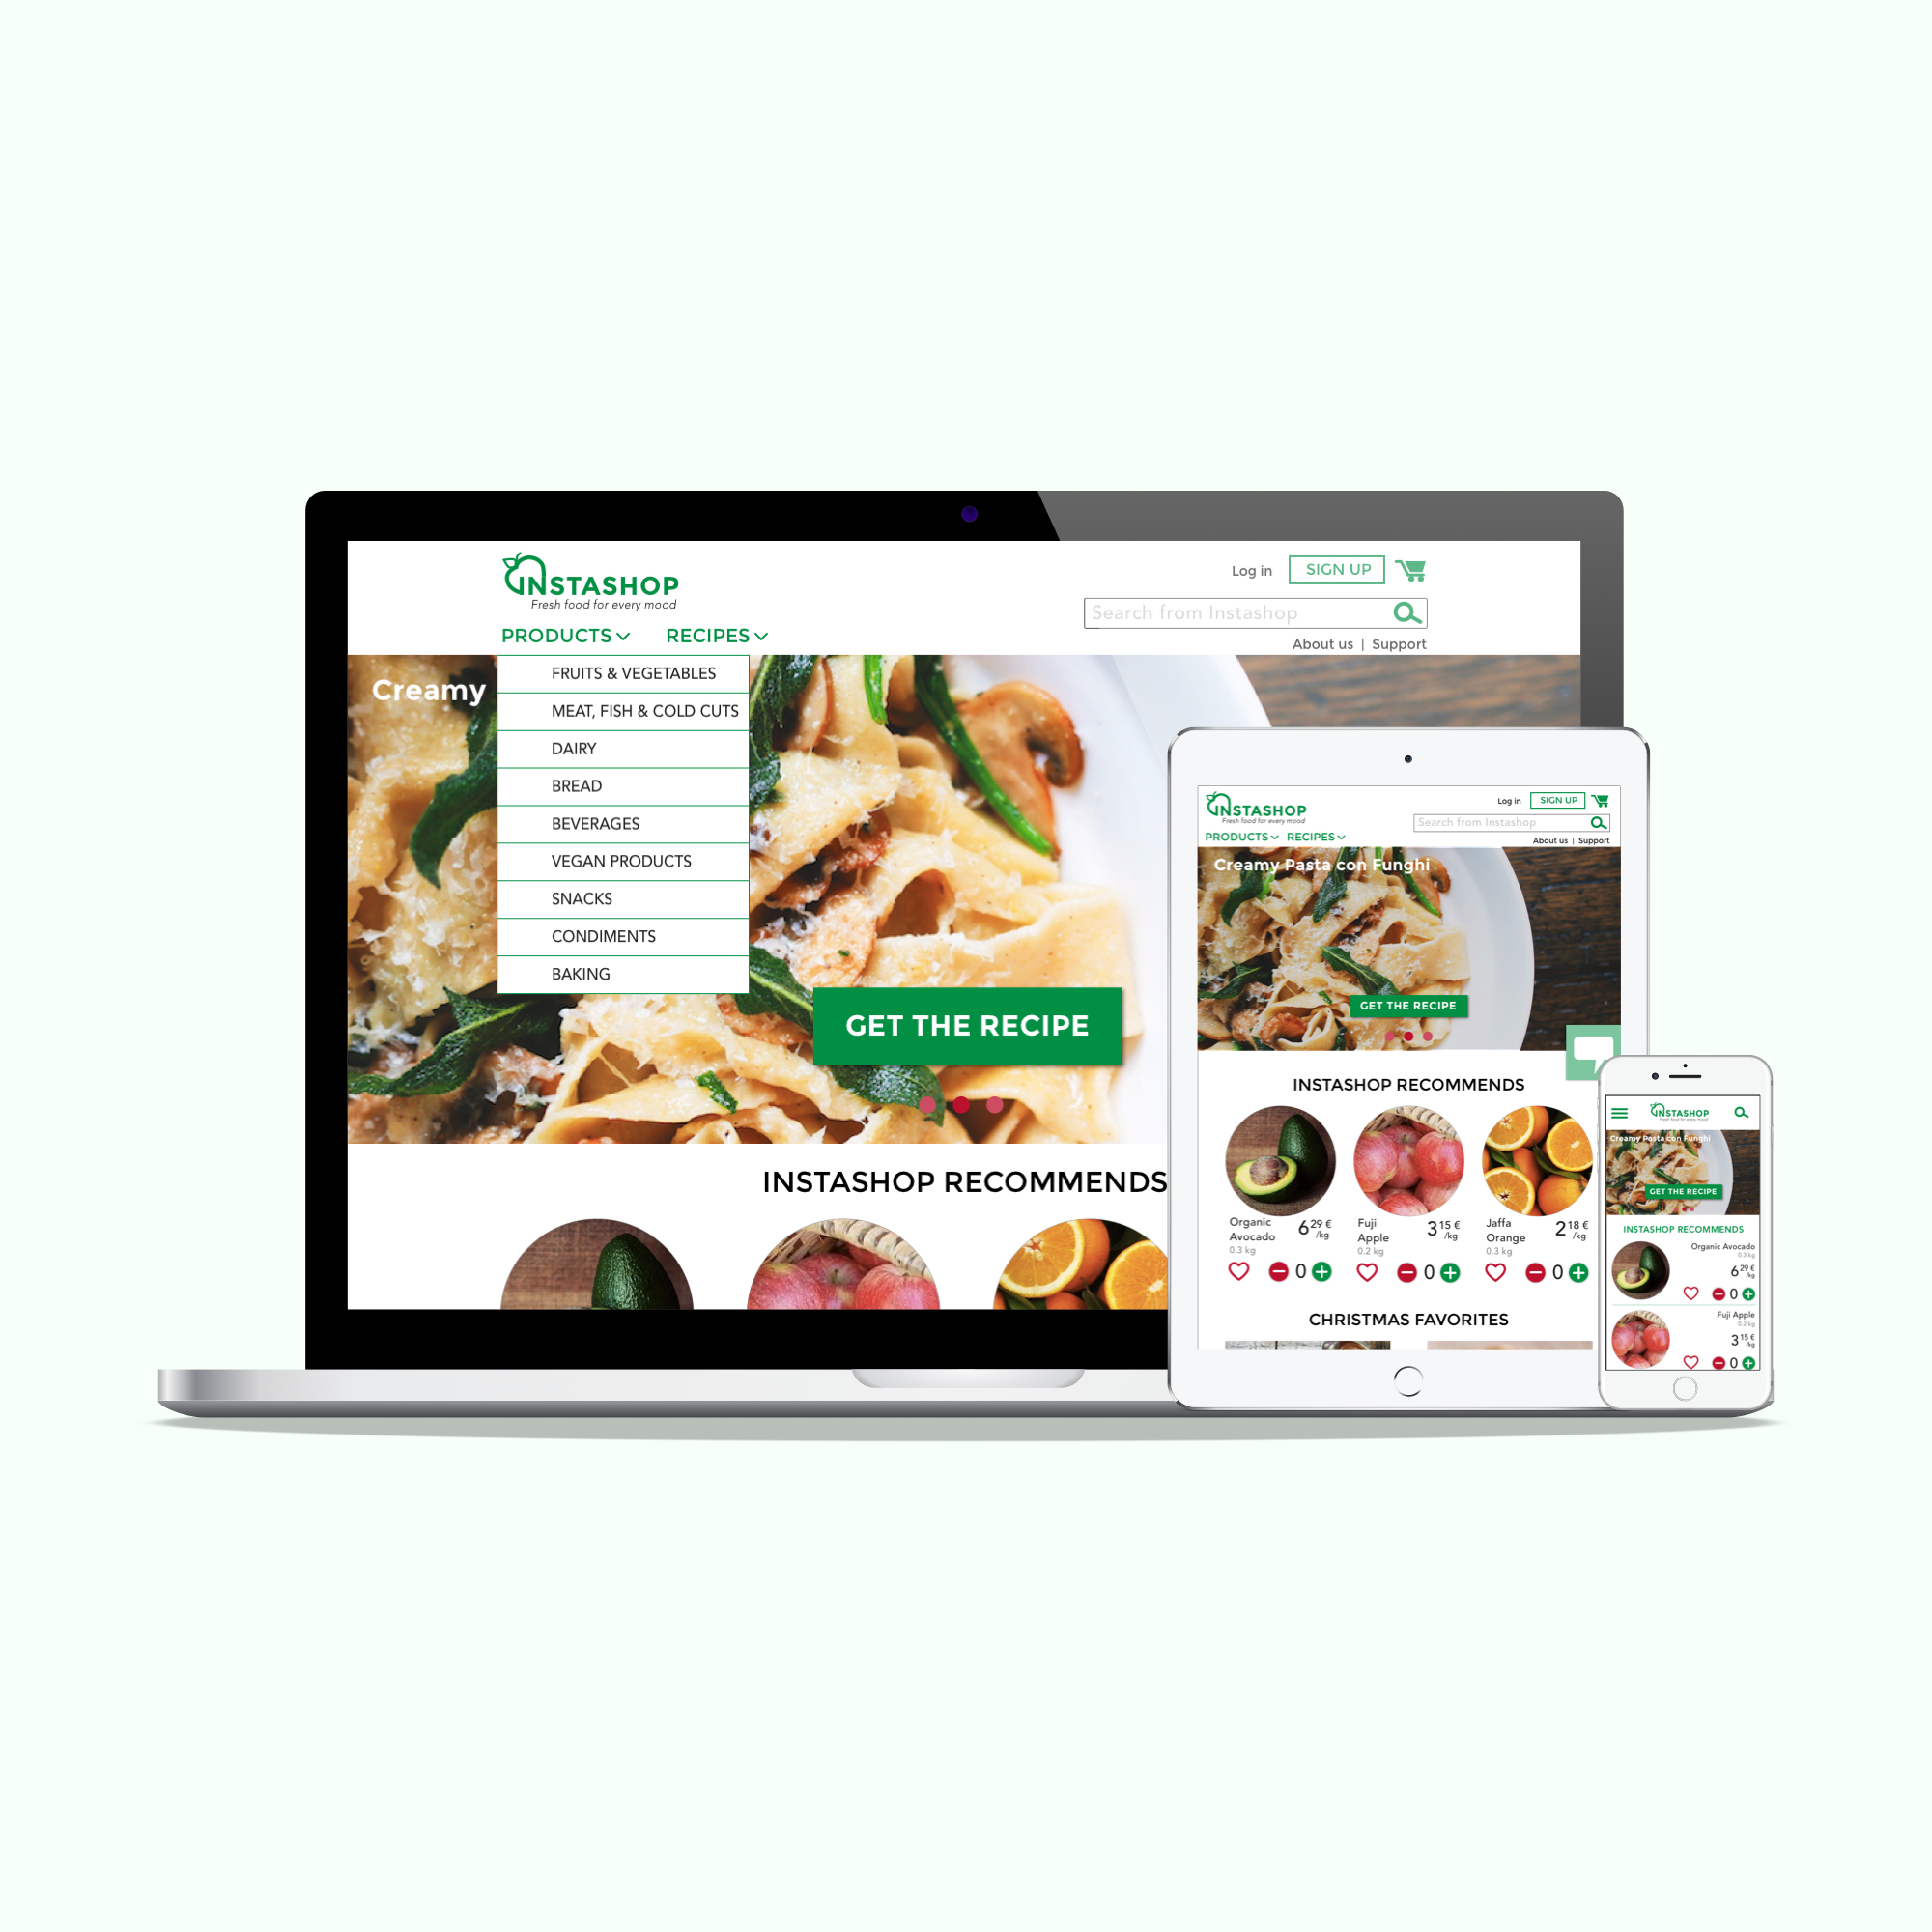 INSTASHOP
Fresh food for every mood
Log in
SIGN UP
Search from Instashop
About us | Support
PRODUCTS
RECIPES
FRUITS & VEGETABLES
MEAT, FISH & COLD CUTS
DAIRY
BREAD
BEVERAGES
VEGAN PRODUCTS
SNACKS
CONDIMENTS
BAKING
Creamy
GET THE RECIPE
INSTASHOP RECOMMENDS
INSTASHOP
Fresh food for every mood
Log in
SIGN UP
Search from Instashop
About us | Support
PRODUCTS
RECIPES
Creamy Pasta con Funghi
GET THE RECIPE
INSTASHOP RECOMMENDS
Organic
Avocado
0.3 kg
6 29 €
/kg
0
Fuji
Apple
0.2 kg
3 15 €
/kg
0
Jaffa
Orange
0.3 kg
2 18 €
/kg
0
CHRISTMAS FAVORITES
INSTASHOP
Fresh food for every mood
Creamy Pasta con Funghi
GET THE RECIPE
INSTASHOP RECOMMENDS
Organic Avocado
0.3 kg
6 29 €
/kg
0
Fuji Apple
0.2 kg
3 15 €
/kg
0